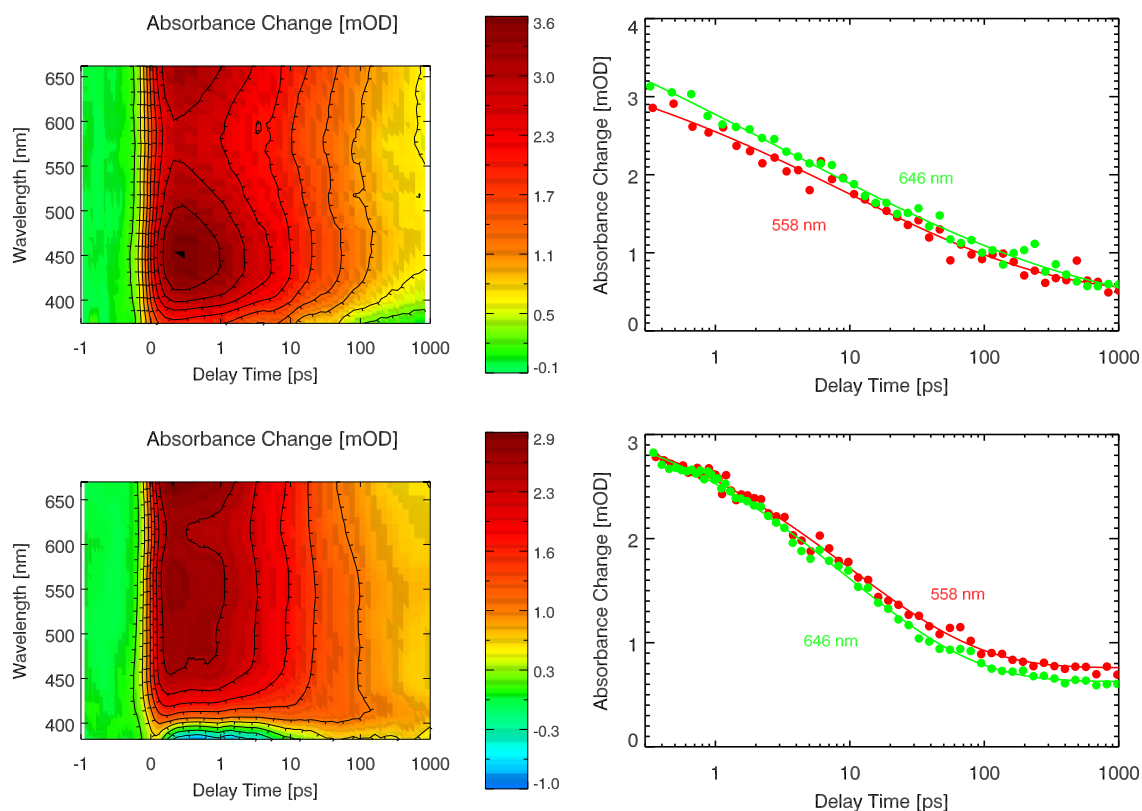 Absorbance Change [mOD]
650
600
550
500
450
400
Wavelength [nm]
-1 0 1 10 100 1000
Delay Time [ps]
3.6
3.0
2.3
1.7
1.1
0.5
-0.1
4
3
2
1
0
Absorbance Change [mOD]
646 nm
558 nm
1 10 100 1000
Delay Time [ps]
Absorbance Change [mOD]
650
600
550
500
450
400
Wavelength [nm]
-1 0 1 10 100 1000
Delay Time [ps]
2.9
2.3
1.6
1.0
0.3
-0.3
-1.0
3
2
1
0
Absorbance Change [mOD]
558 nm
646 nm
1 10 100 1000
Delay Time [ps]